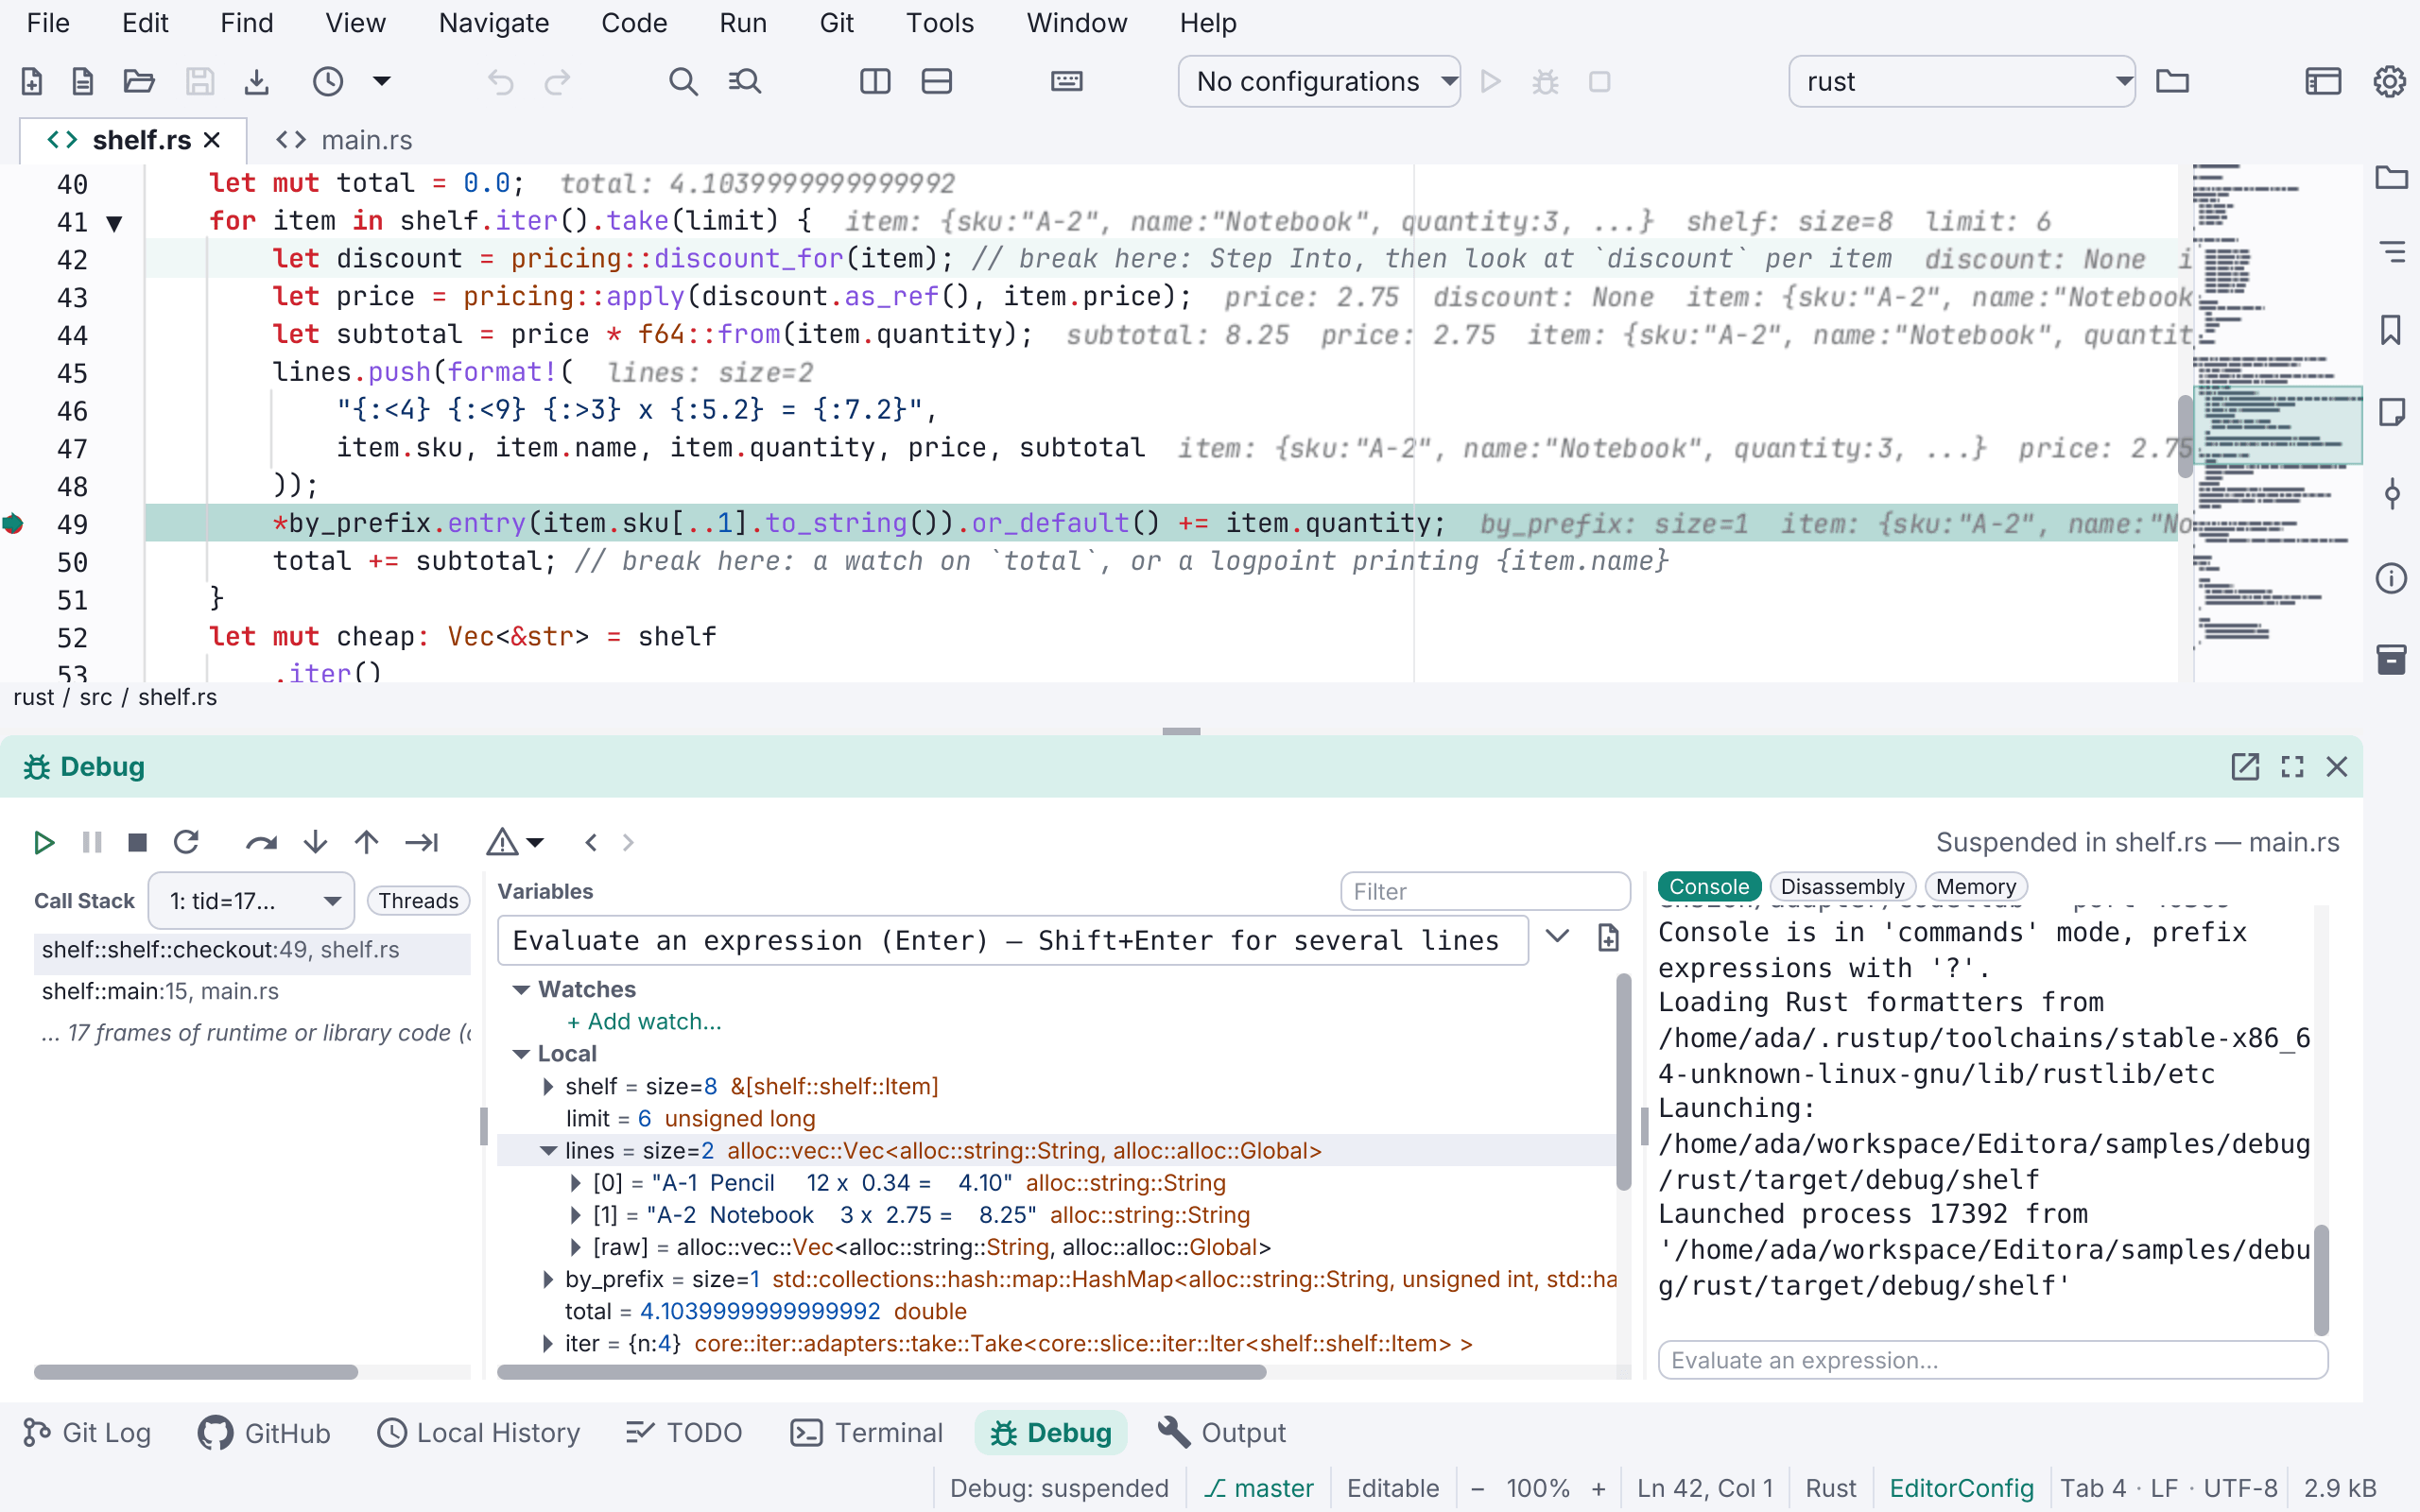 File Edit Find View Navigate Code Run Git Tools Window Help
No configurations rust
shelf.rs main.rs
40 let mut total = 0.0; total: 4.1039999999999992
41 for item in shelf.iter().take(limit) { item: {sku:"A-2", name:"Notebook", quantity:3, ...} shelf: size=8 limit: 6
42 let discount = pricing::discount_for(item); // break here: Step Into, then look at `discount` per item discount: None i
43 let price = pricing::apply(discount.as_ref(), item.price); price: 2.75 discount: None item: {sku:"A-2", name:"Notebook
44 let subtotal = price * f64::from(item.quantity); subtotal: 8.25 price: 2.75 item: {sku:"A-2", name:"Notebook", quantit
45 lines.push(format!( lines: size=2
46 "{:<4} {:<9} {:>3} x {:5.2} = {:7.2}",
47 item.sku, item.name, item.quantity, price, subtotal item: {sku:"A-2", name:"Notebook", quantity:3, ...} price: 2.75
48 ));
49 *by_prefix.entry(item.sku[..1].to_string()).or_default() += item.quantity; by_prefix: size=1 item: {sku:"A-2", name:"No
50 total += subtotal; // break here: a watch on `total`, or a logpoint printing {item.name}
51 }
52 let mut cheap: Vec<&str> = shelf
53 .iter()
rust / src / shelf.rs
Debug
Suspended in shelf.rs — main.rs
Call Stack 1: tid=17... Threads
shelf::shelf::checkout:49, shelf.rs
shelf::main:15, main.rs
... 17 frames of runtime or library code (
Variables Filter
Evaluate an expression (Enter) – Shift+Enter for several lines
Watches
+ Add watch...
Local
shelf = size=8 &[shelf::shelf::Item]
limit = 6 unsigned long
lines = size=2 alloc::vec::Vec<alloc::string::String, alloc::alloc::Global>
[0] = "A-1 Pencil 12 x 0.34 = 4.10" alloc::string::String
[1] = "A-2 Notebook 3 x 2.75 = 8.25" alloc::string::String
[raw] = alloc::vec::Vec<alloc::string::String, alloc::alloc::Global>
by_prefix = size=1 std::collections::hash::map::HashMap<alloc::string::String, unsigned int, std::ha
total = 4.1039999999999992 double
iter = {n:4} core::iter::adapters::take::Take<core::slice::iter::Iter<shelf::shelf::Item> >
Console Disassembly Memory
Console is in 'commands' mode, prefix
expressions with '?'.
Loading Rust formatters from
/home/ada/.rustup/toolchains/stable-x86_6
4-unknown-linux-gnu/lib/rustlib/etc
Launching:
/home/ada/workspace/Editora/samples/debug
/rust/target/debug/shelf
Launched process 17392 from
'/home/ada/workspace/Editora/samples/debu
g/rust/target/debug/shelf'
Evaluate an expression...
Git Log GitHub Local History TODO Terminal Debug Output
Debug: suspended master Editable − 100% + Ln 42, Col 1 Rust EditorConfig Tab 4 · LF · UTF-8 2.9 kB